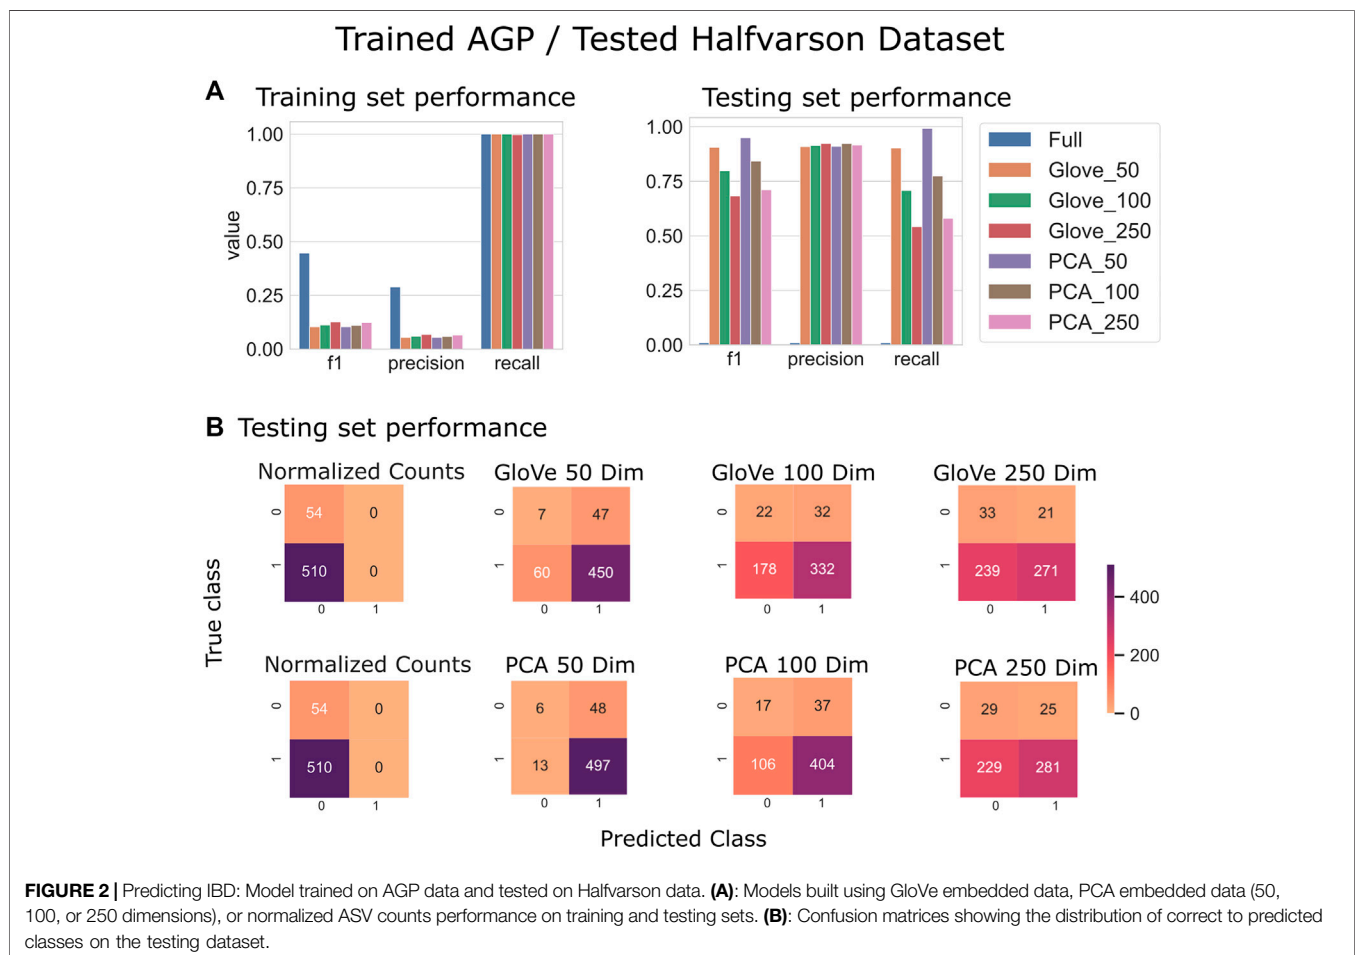 Trained AGP / Tested Halfvarson Dataset
A Training set performance
Testing set performance
value
1.00
0.75
0.50
0.25
0.00
f1 precision recall
1.00
0.75
0.50
0.25
0.00
f1 precision recall
Full
Glove_50
Glove_100
Glove_250
PCA_50
PCA_100
PCA_250
B Testing set performance
True class
Normalized Counts
0 54 0
1 510 0
0 1
GloVe 50 Dim
0 7 47
1 60 450
0 1
GloVe 100 Dim
0 22 32
1 178 332
0 1
GloVe 250 Dim
0 33 21
1 239 271
0 1
Normalized Counts
0 54 0
1 510 0
0 1
PCA 50 Dim
0 6 48
1 13 497
0 1
PCA 100 Dim
0 17 37
1 106 404
0 1
PCA 250 Dim
0 29 25
1 229 281
0 1
400
200
0
Predicted Class
FIGURE 2 | Predicting IBD: Model trained on AGP data and tested on Halfvarson data. (A): Models built using GloVe embedded data, PCA embedded data (50,
100, or 250 dimensions), or normalized ASV counts performance on training and testing sets. (B): Confusion matrices showing the distribution of correct to predicted
classes on the testing dataset.